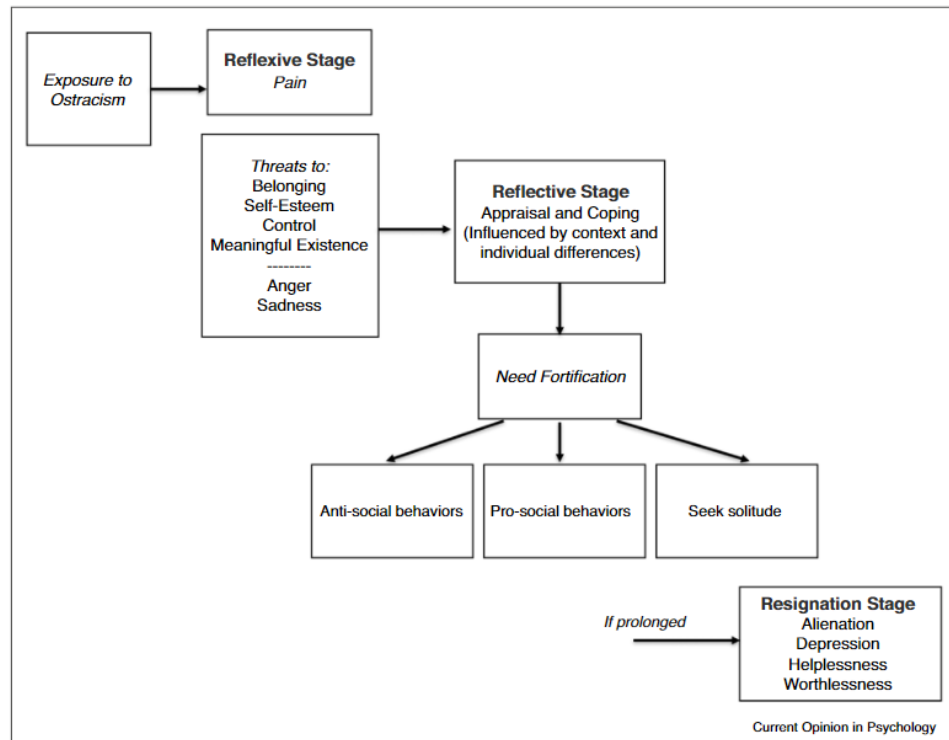 Exposure to
Ostracism
Reflexive Stage
Pain
Threats to:
Belonging
Self-Esteem
Control
Meaningful Existence
--------
Anger
Sadness
Reflective Stage
Appraisal and Coping
(Influenced by context and
individual differences)
Need Fortification
Anti-social behaviors
Pro-social behaviors
Seek solitude
If prolonged
Resignation Stage
Alienation
Depression
Helplessness
Worthlessness
Current Opinion in Psychology